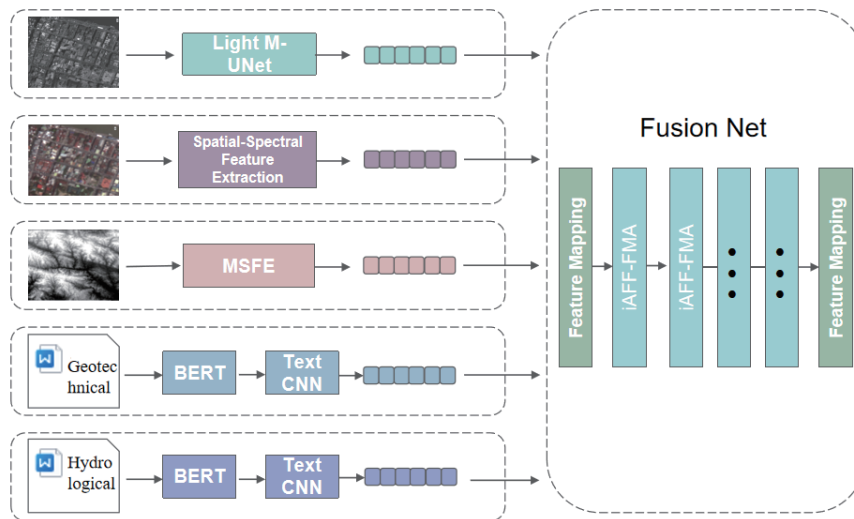 Light M-
UNet
Spatial-Spectral
Feature
Extraction
MSFE
W
Geotec
hnical
BERT
Text
CNN
W
Hydro
logical
BERT
Text
CNN
Fusion Net
Feature Mapping
iAFF-FMA
iAFF-FMA
Feature Mapping